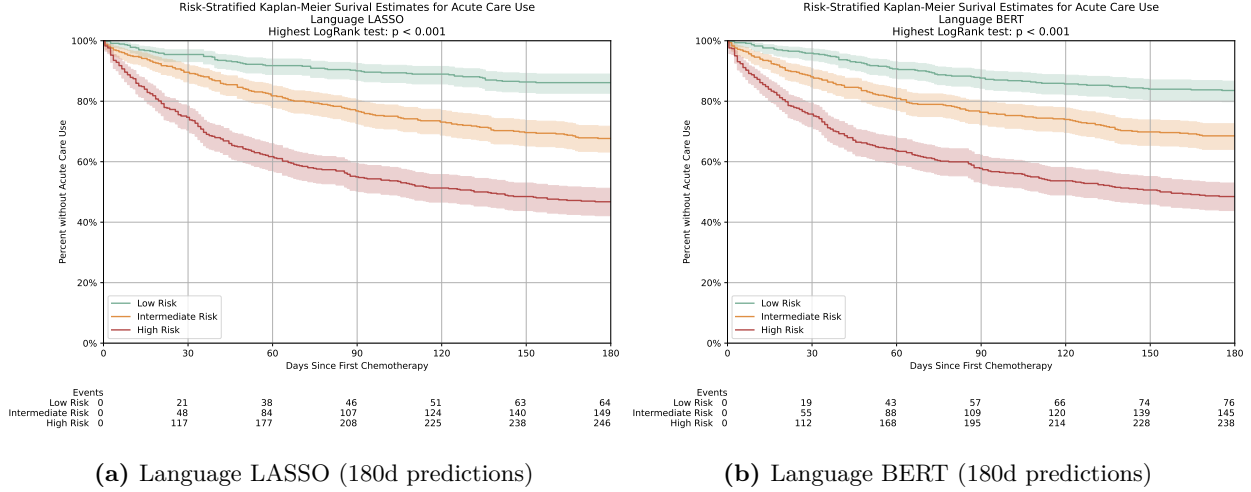 Risk-Stratified Kaplan-Meier Surival Estimates for Acute Care Use
Language LASSO
Highest LogRank test: p < 0.001
100%
80%
60%
40%
20%
0%
Percent without Acute Care Use
Low Risk
Intermediate Risk
High Risk
0 30 60 90 120 150 180
Days Since First Chemotherapy
Events
Low Risk 0 21 38 46 51 63 64
Intermediate Risk 0 48 84 107 124 140 149
High Risk 0 117 177 208 225 238 246
(a) Language LASSO (180d predictions)
Risk-Stratified Kaplan-Meier Surival Estimates for Acute Care Use
Language BERT
Highest LogRank test: p < 0.001
100%
80%
60%
40%
20%
0%
Percent without Acute Care Use
Low Risk
Intermediate Risk
High Risk
0 30 60 90 120 150 180
Days Since First Chemotherapy
Events
Low Risk 0 19 43 57 66 74 76
Intermediate Risk 0 55 88 109 120 139 145
High Risk 0 112 168 195 214 228 238
(b) Language BERT (180d predictions)